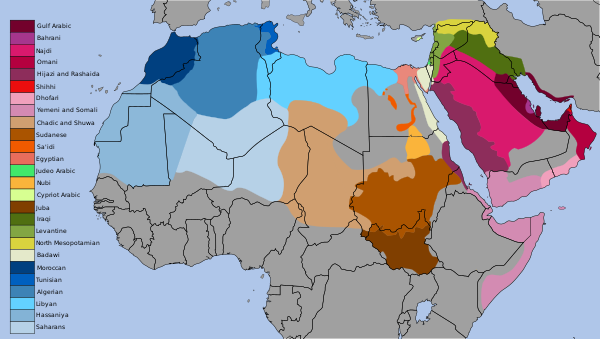 Gulf Arabic
Bahrani
Najdi
Omani
Hijazi and Rashaida
Shihhi
Dhofari
Yemeni and Somali
Chadic and Shuwa
Sudanese
Sa'idi
Egyptian
Judeo Arabic
Nubi
Cypriot Arabic
Juba
Iraqi
Levantine
North Mesopotamian
Badawi
Moroccan
Tunisian
Algerian
Libyan
Hassaniya
Saharans